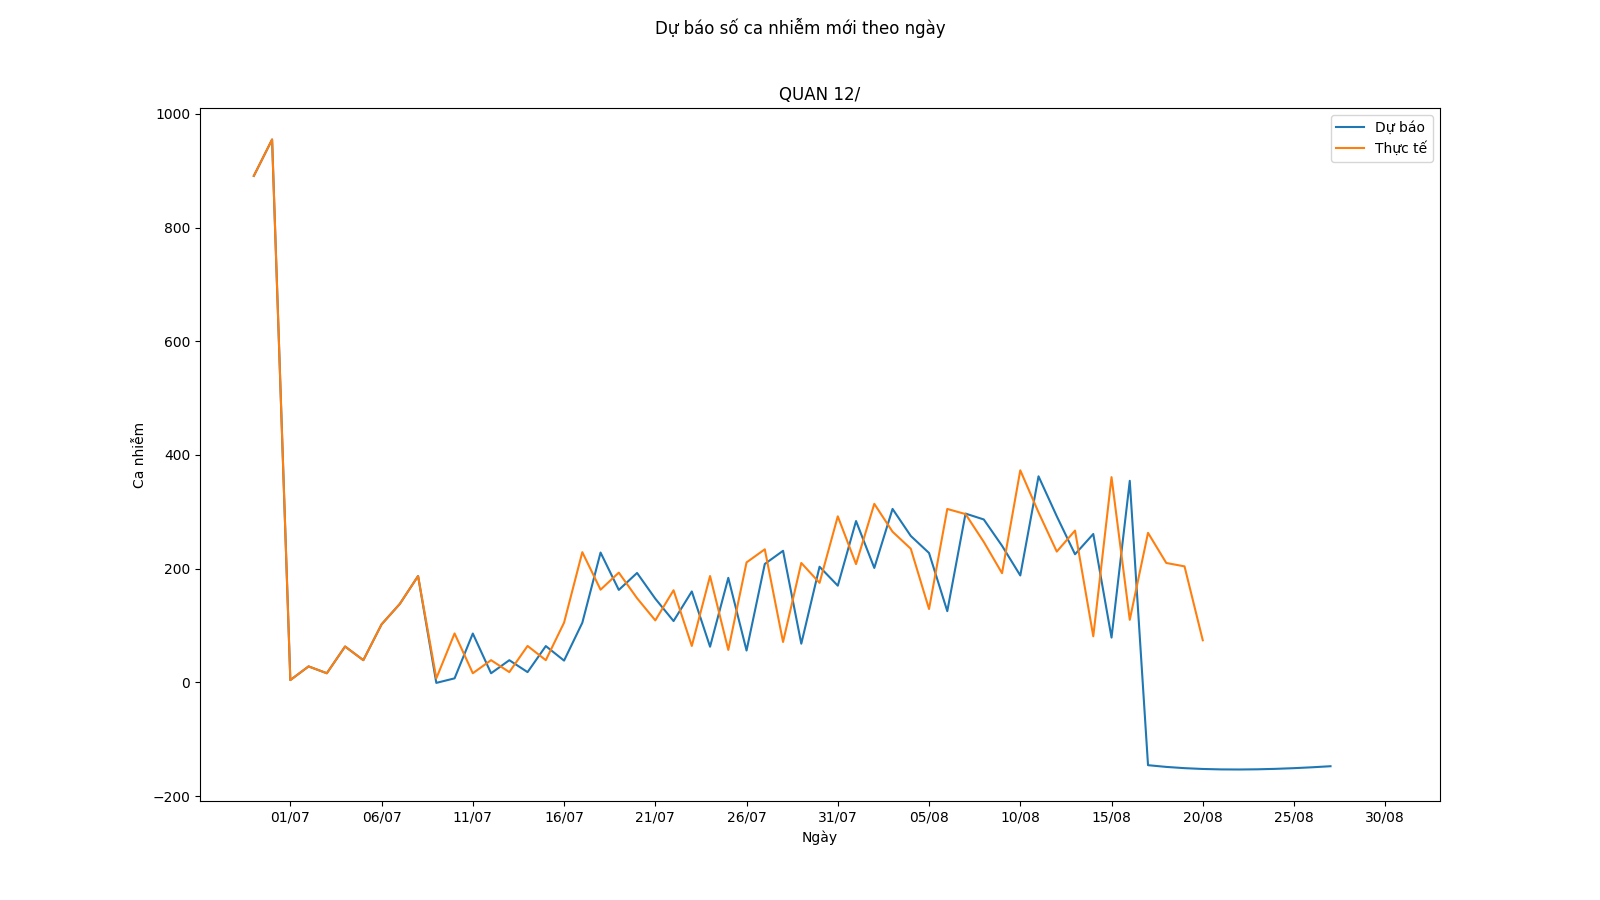 Dự báo số ca nhiễm mới theo ngày
QUAN 12/
Dự báo
Thực tế
Ca nhiễm
1000
800
600
400
200
0
−200
01/07 06/07 11/07 16/07 21/07 26/07 31/07 05/08 10/08 15/08 20/08 25/08 30/08
Ngày